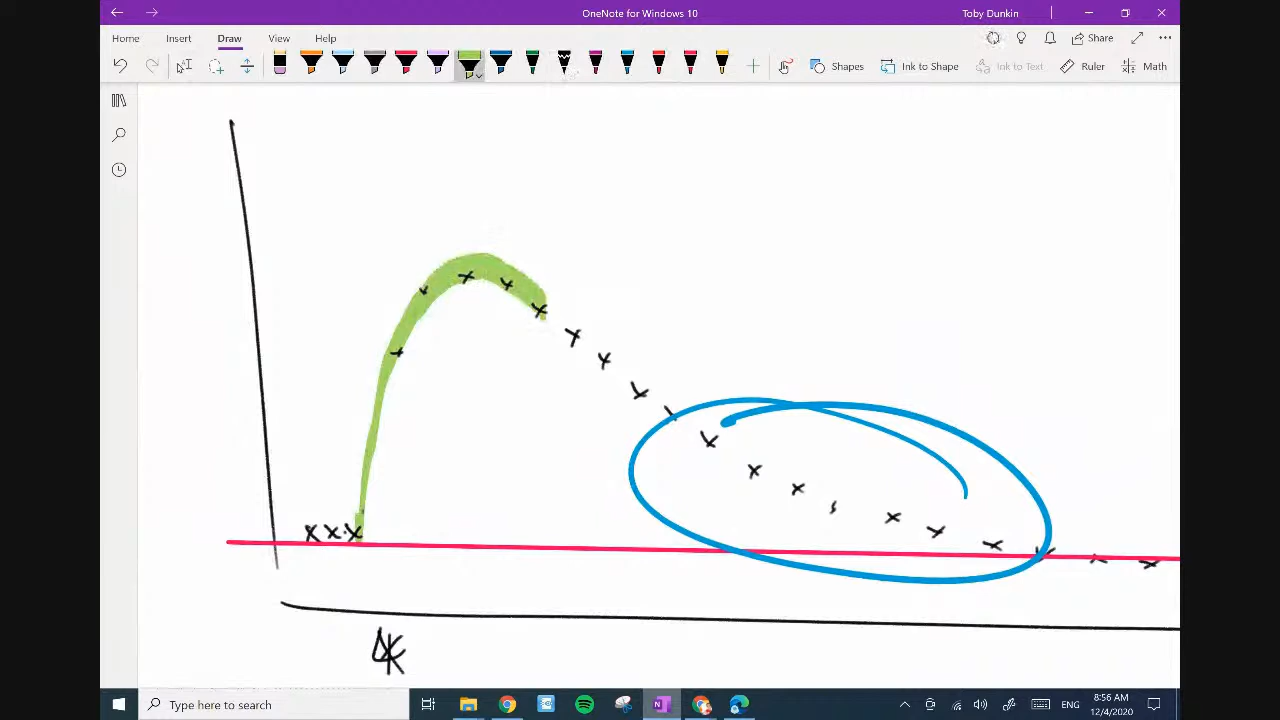 OneNote for Windows 10
Toby Dunkin
Home
Insert
Draw
View
Help
Share
Shapes
Ink to Shape
Ink to Text
Ruler
Math
x x x
Type here to search
ENG
8:56 AM
12/4/2020